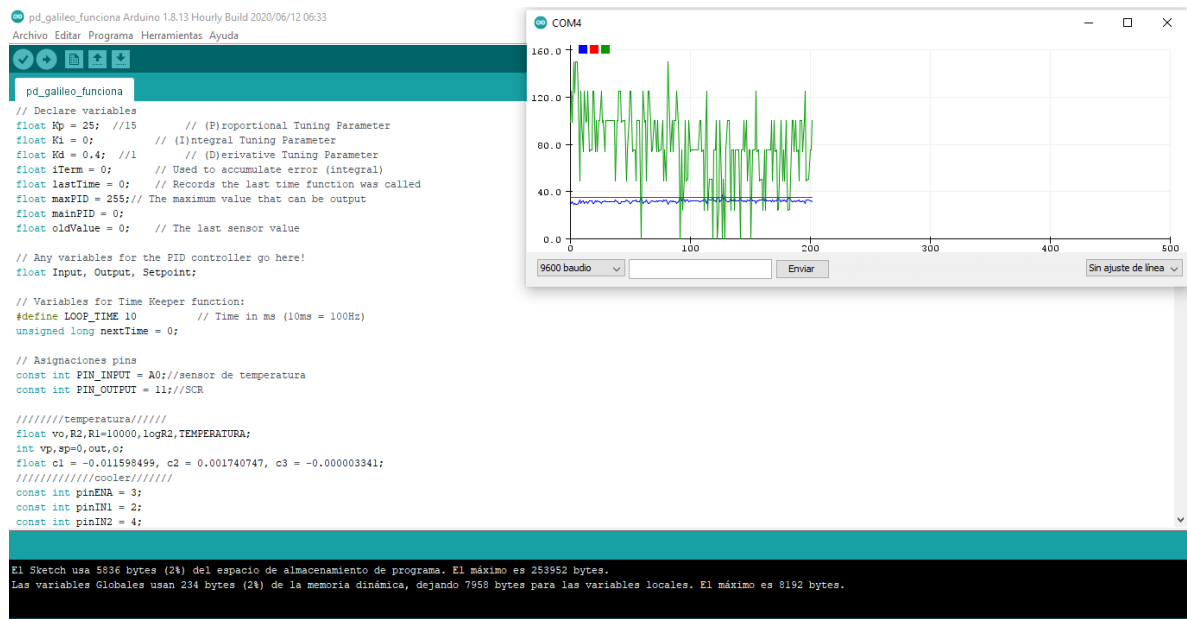 pd_galileo_funciona Arduino 1.8.13 Hourly Build 2020/06/12 06:33
Archivo Editar Programa Herramientas Ayuda
pd_galileo_funciona
// Declare variables
float Kp = 25;  //15        // (P)roportional Tuning Parameter
float Ki = 0;          // (I)ntegral Tuning Parameter
float Kd = 0.4;  //1        // (D)erivative Tuning Parameter
float iTerm = 0;       // Used to accumulate error (integral)
float lastTime = 0;    // Records the last time function was called
float maxPID = 255;// The maximum value that can be output
float mainPID = 0;
float oldValue = 0;    // The last sensor value
// Any variables for the PID controller go here!
float Input, Output, Setpoint;
// Variables for Time Keeper function:
#define LOOP_TIME 10          // Time in ms (10ms = 100Hz)
unsigned long nextTime = 0;
// Asignaciones pins
const int PIN_INPUT = A0;//sensor de temperatura
const int PIN_OUTPUT = 11;//SCR
////////temperatura//////
float vo,R2,R1=10000,logR2,TEMPERATURA;
int vp,sp=0,out,o;
float c1 = -0.011598499, c2 = 0.001740747, c3 = -0.000003341;
/////////////cooler///////
const int pinENA = 3;
const int pinIN1 = 2;
const int pinIN2 = 4;
COM4
160.0
120.0
80.0
40.0
0.0
0 100 200 300 400 500
9600 baudio Enviar Sin ajuste de línea
El Sketch usa 5836 bytes (2%) del espacio de almacenamiento de programa. El máximo es 253952 bytes.
Las variables Globales usan 234 bytes (2%) de la memoria dinámica, dejando 7958 bytes para las variables locales. El máximo es 8192 bytes.